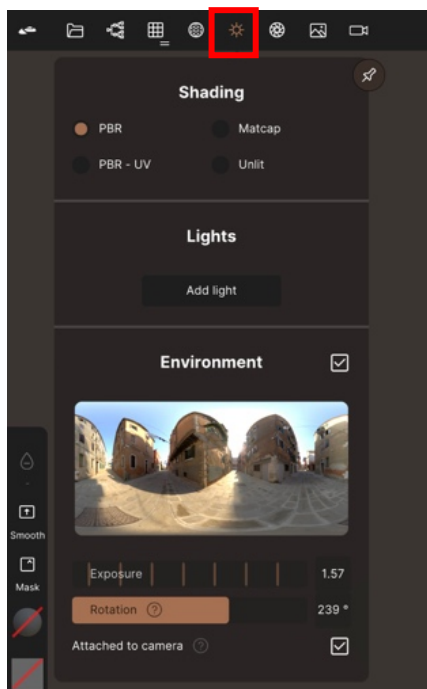 Shading
PBR
Matcap
PBR - UV
Unlit
Lights
Add light
Environment
Exposure
1.57
Rotation ?
239 °
Attached to camera ?
Smooth
Mask